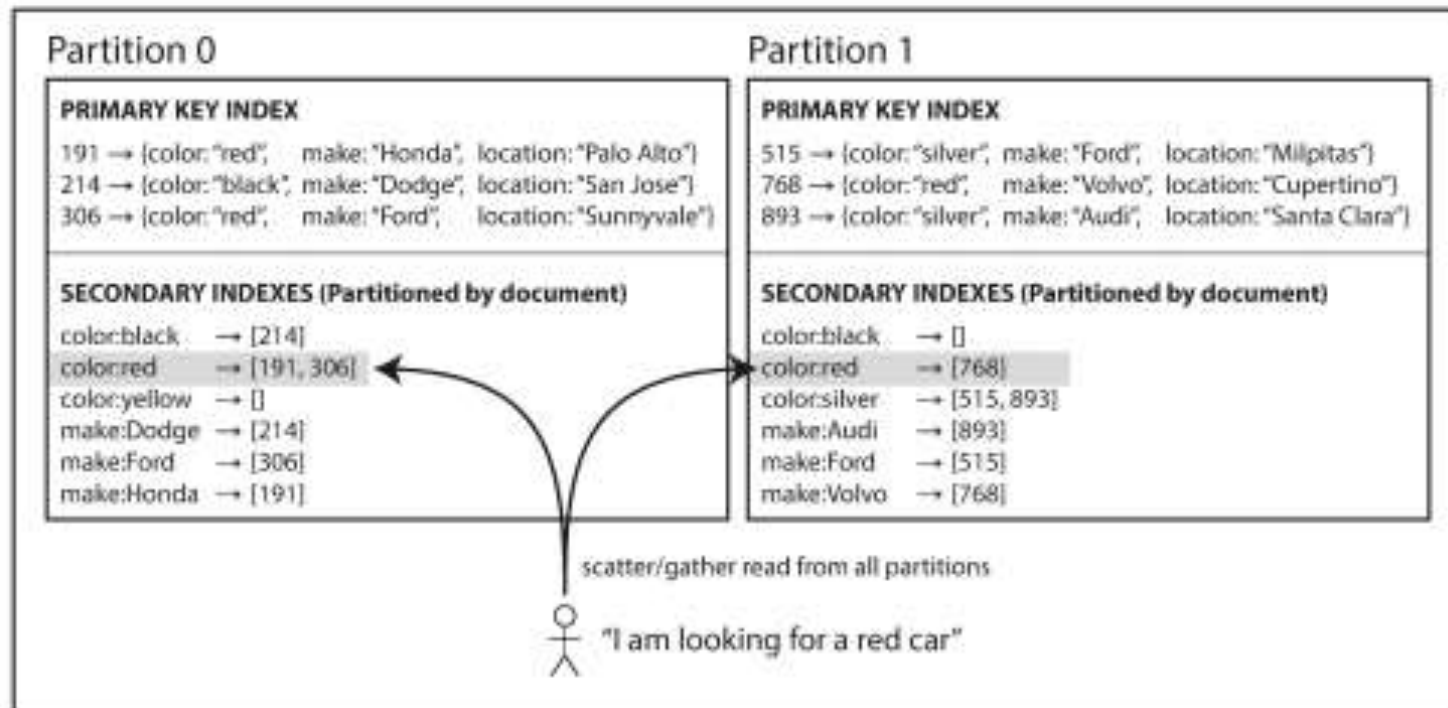 Partition 0
PRIMARY KEY INDEX
191 → {color: "red", make: "Honda", location: "Palo Alto"}
214 → {color: "black", make: "Dodge", location: "San Jose"}
306 → {color: "red", make: "Ford", location: "Sunnyvale"}
SECONDARY INDEXES (Partitioned by document)
color:black → [214]
color:red → [191, 306]
color:yellow → []
make:Dodge → [214]
make:Ford → [306]
make:Honda → [191]
Partition 1
PRIMARY KEY INDEX
515 → {color: "silver", make: "Ford", location: "Milpitas"}
768 → {color: "red", make: "Volvo", location: "Cupertino"}
893 → {color: "silver", make: "Audi", location: "Santa Clara"}
SECONDARY INDEXES (Partitioned by document)
color:black → []
color:red → [768]
color:silver → [515, 893]
make:Audi → [893]
make:Ford → [515]
make:Volvo → [768]
scatter/gather read from all partitions
"I am looking for a red car"